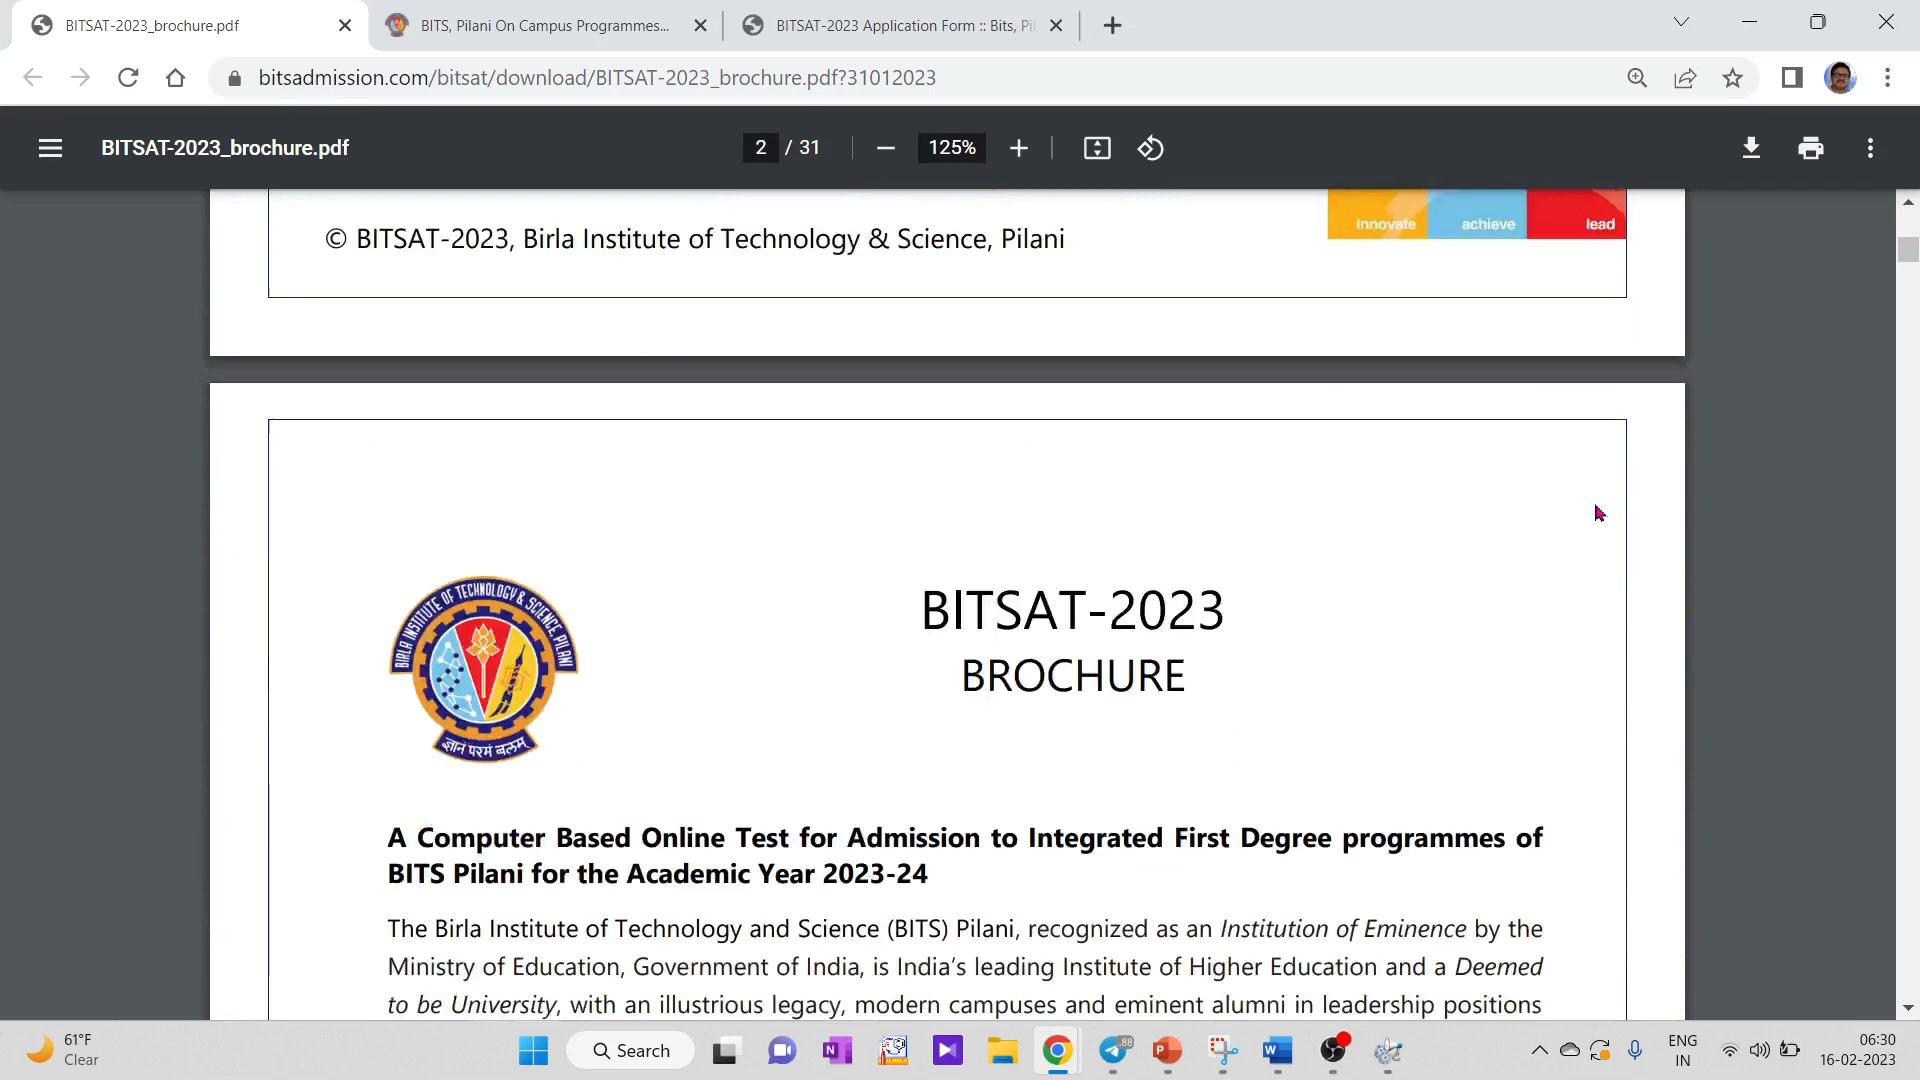 BITSAT-2023_brochure.pdf
BITS, Pilani On Campus Programmes...
BITSAT-2023 Application Form :: Bits, Pil
bitsadmission.com/bitsat/download/BITSAT-2023_brochure.pdf?31012023
BITSAT-2023_brochure.pdf
2 / 31
125%
innovate achieve lead
© BITSAT-2023, Birla Institute of Technology & Science, Pilani
BIRLA INSTITUTE OF TECHNOLOGY & SCIENCE, PILANI
ज्ञानं परमं बलम्
BITSAT-2023
BROCHURE
A Computer Based Online Test for Admission to Integrated First Degree programmes of
BITS Pilani for the Academic Year 2023-24
The Birla Institute of Technology and Science (BITS) Pilani, recognized as an Institution of Eminence by the
Ministry of Education, Government of India, is India’s leading Institute of Higher Education and a Deemed
to be University, with an illustrious legacy, modern campuses and eminent alumni in leadership positions
61°F
Clear
Search
.88
ENG
IN
06:30
16-02-2023